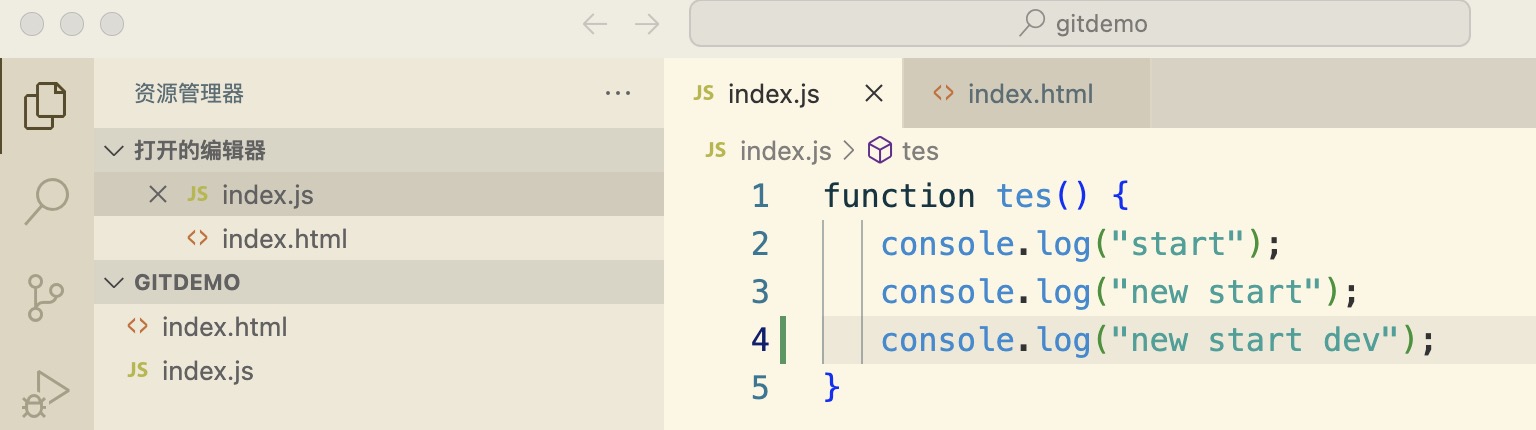 gitdemo
资源管理器 ···
打开的编辑器
JS index.js
<> index.html
GITDEMO
<> index.html
JS index.js
JS index.js <> index.html
JS index.js > tes
1 function tes() {
2 console.log("start");
3 console.log("new start");
4 console.log("new start dev");
5 }